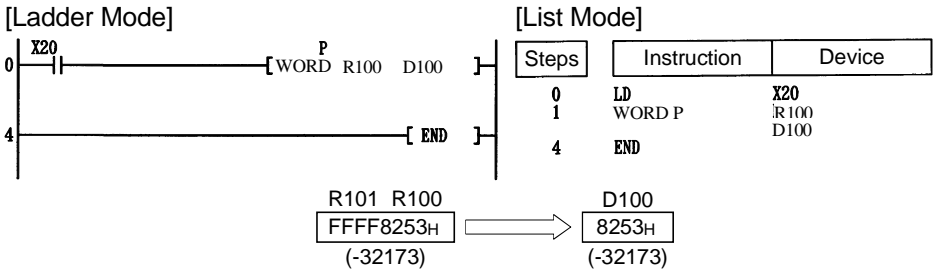 [Ladder Mode]
[List Mode]
X20
P
0
WORD R100 D100
4
END
Steps Instruction Device
0 LD X20
1 WORD P R100
D100
4 END
R101 R100
D100
FFFF8253H
8253H
(-32173)
(-32173)